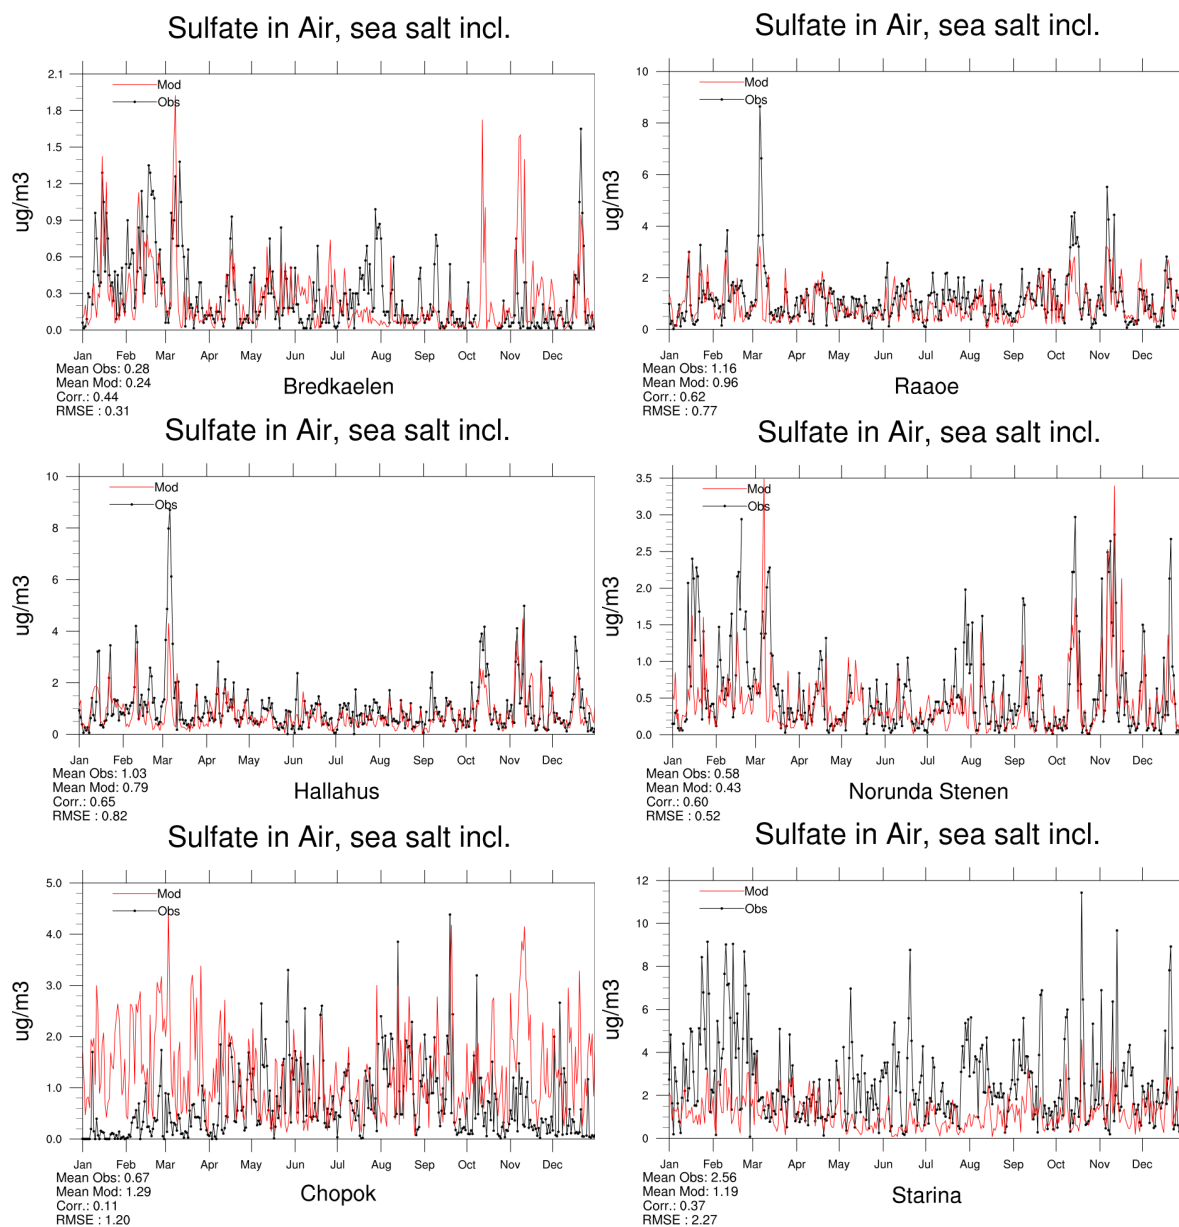 Sulfate in Air, sea salt incl.
2.1
1.8
1.5
1.2
0.9
0.6
0.3
0.0
ug/m3
Mod
Obs
Jan Feb Mar Apr May Jun Jul Aug Sep Oct Nov Dec
Mean Obs: 0.28
Mean Mod: 0.24
Corr.: 0.44
RMSE : 0.31
Bredkaelen
Sulfate in Air, sea salt incl.
10
8
6
4
2
0
ug/m3
Mod
Obs
Jan Feb Mar Apr May Jun Jul Aug Sep Oct Nov Dec
Mean Obs: 1.16
Mean Mod: 0.96
Corr.: 0.62
RMSE : 0.77
Raaoe
Sulfate in Air, sea salt incl.
10
8
6
4
2
0
ug/m3
Mod
Obs
Jan Feb Mar Apr May Jun Jul Aug Sep Oct Nov Dec
Mean Obs: 1.03
Mean Mod: 0.79
Corr.: 0.65
RMSE : 0.82
Hallahus
Sulfate in Air, sea salt incl.
3.5
3.0
2.5
2.0
1.5
1.0
0.5
0.0
ug/m3
Mod
Obs
Jan Feb Mar Apr May Jun Jul Aug Sep Oct Nov Dec
Mean Obs: 0.58
Mean Mod: 0.43
Corr.: 0.60
RMSE : 0.52
Norunda Stenen
Sulfate in Air, sea salt incl.
5.0
4.0
3.0
2.0
1.0
0.0
ug/m3
Mod
Obs
Jan Feb Mar Apr May Jun Jul Aug Sep Oct Nov Dec
Mean Obs: 0.67
Mean Mod: 1.29
Corr.: 0.11
RMSE : 1.20
Chopok
Sulfate in Air, sea salt incl.
12
10
8
6
4
2
0
ug/m3
Mod
Obs
Jan Feb Mar Apr May Jun Jul Aug Sep Oct Nov Dec
Mean Obs: 2.56
Mean Mod: 1.19
Corr.: 0.37
RMSE : 2.27
Starina